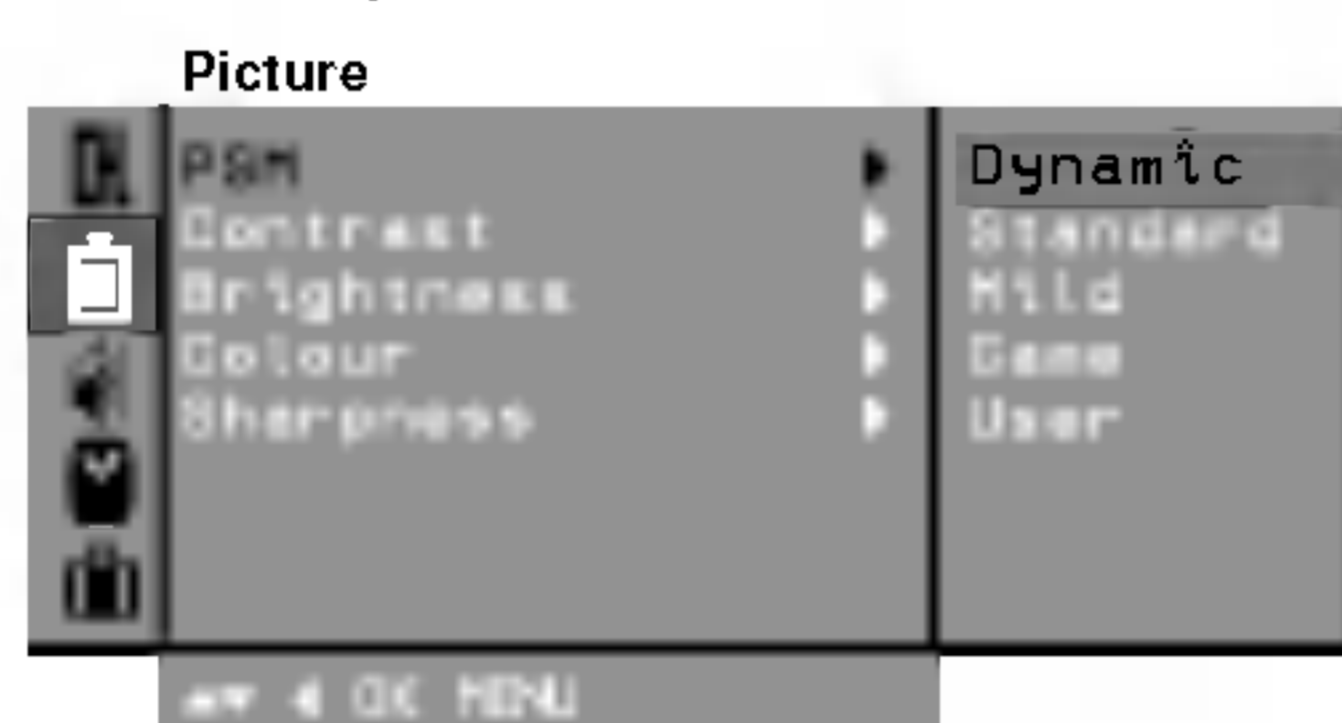 Picture
PSM
Contrast
Brightness
Colour
Sharpness
Dynamic
Standard
Mild
Game
User
▲▼ ◀ OK MENU